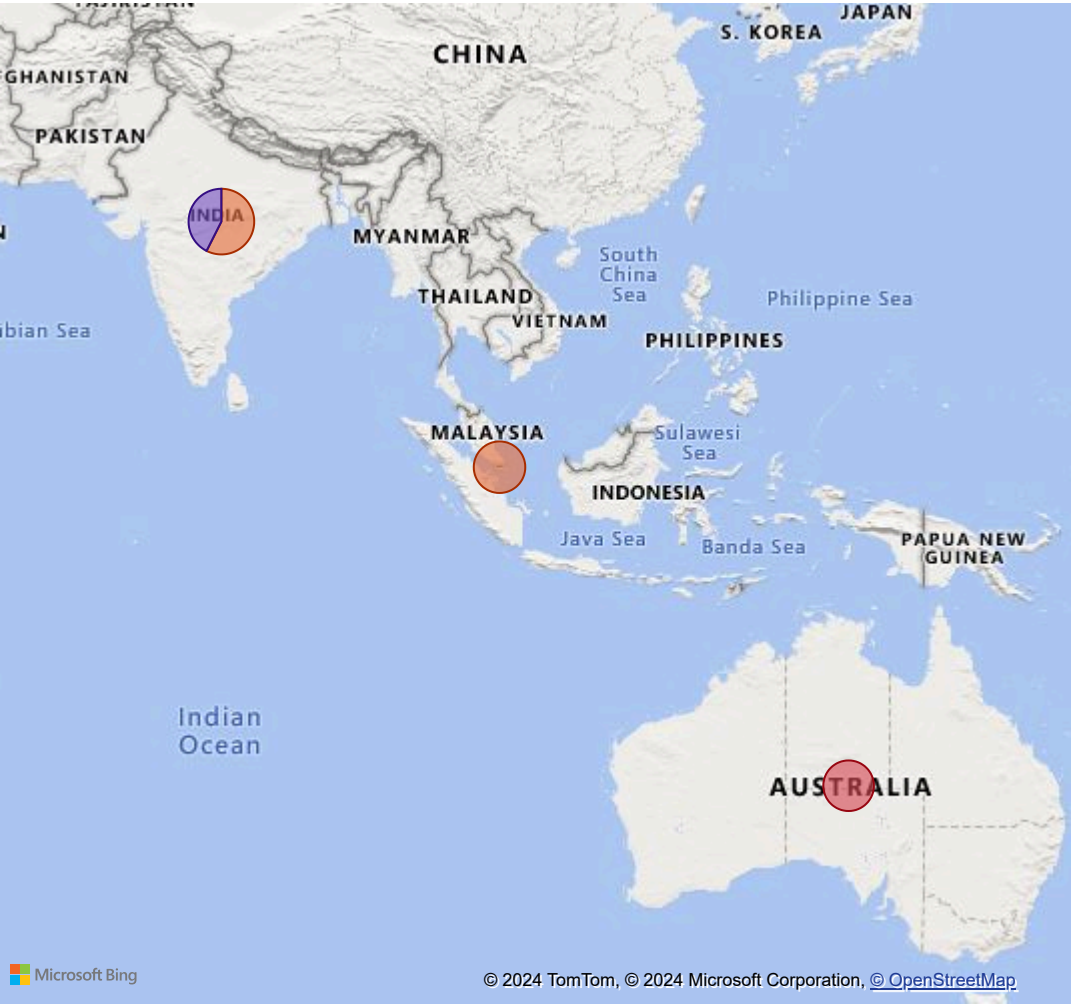 JAPAN
S. KOREA
CHINA
PAKISTAN
INDIA
MYANMAR
South
China
Sea
THAILAND
Philippine Sea
VIETNAM
PHILIPPINES
MALAYSIA
Sulawesi
Sea
INDONESIA
Java Sea
Banda Sea
PAPUA NEW
GUINEA
Indian
Ocean
AUSTRALIA
Microsoft Bing
© 2024 TomTom, © 2024 Microsoft Corporation, © OpenStreetMap